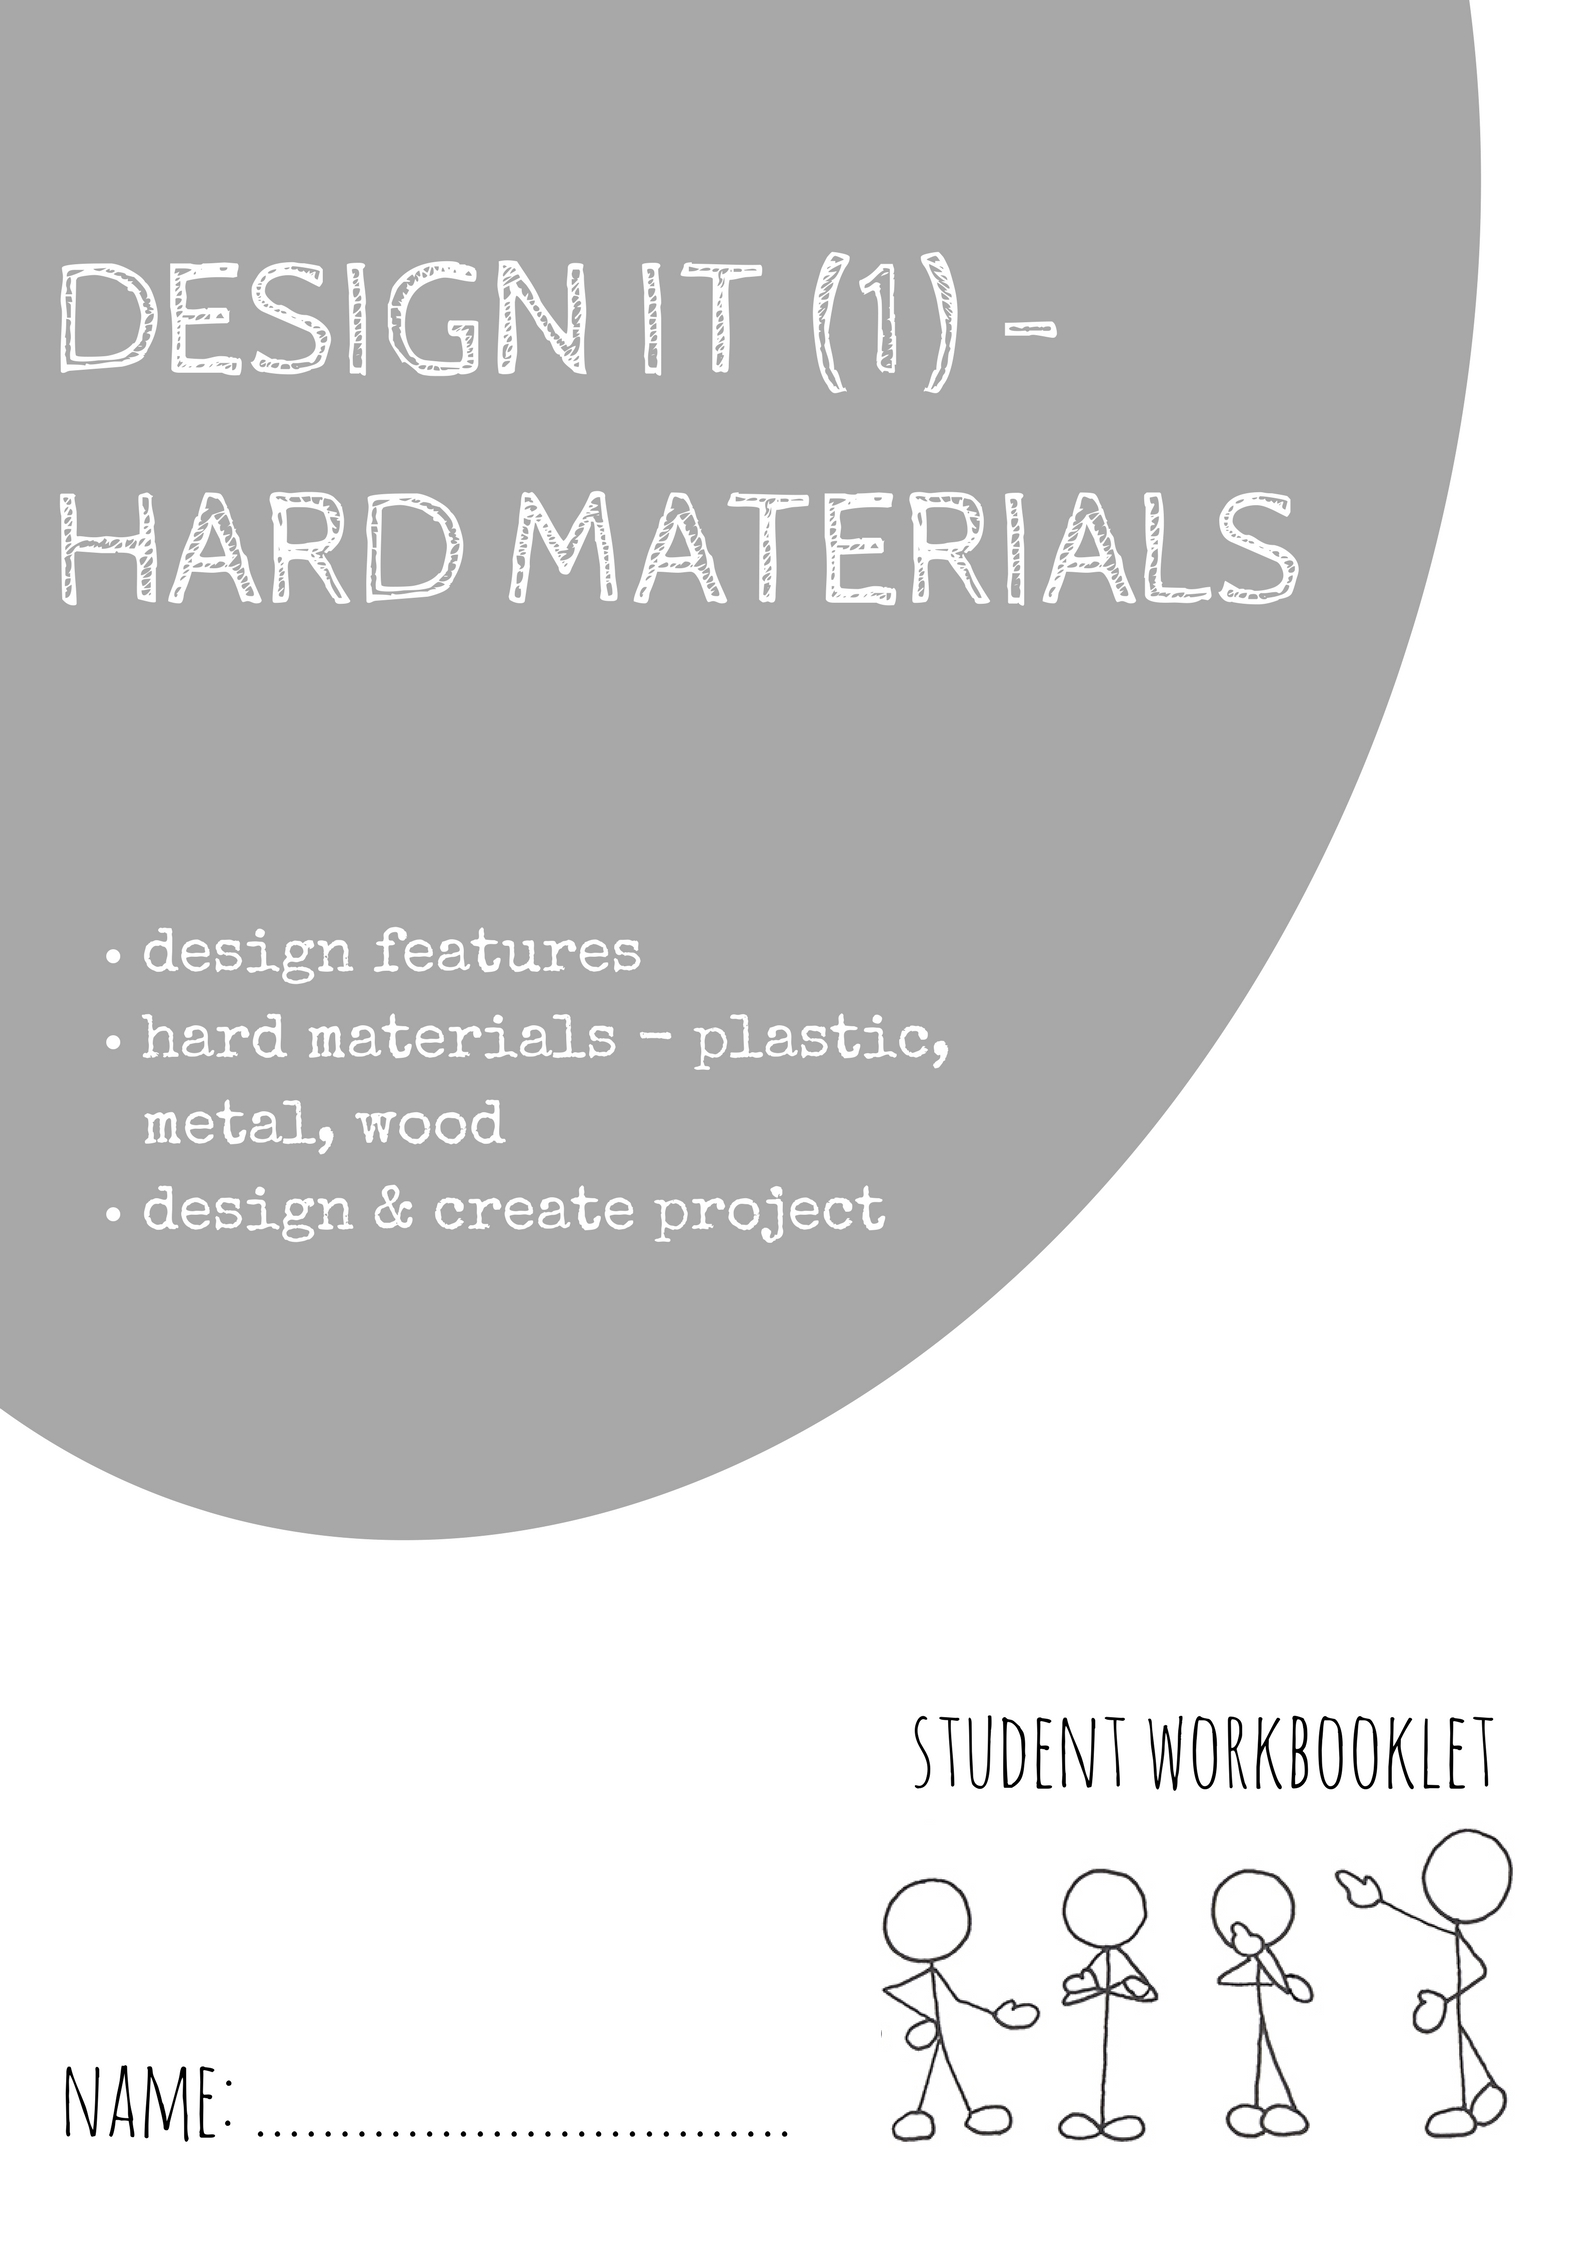 DESIGN IT (1) -
HARD MATERIALS
• design features
• hard materials - plastic,
metal, wood
• design & create project
STUDENT WORKBOOKLET
NAME: ................................